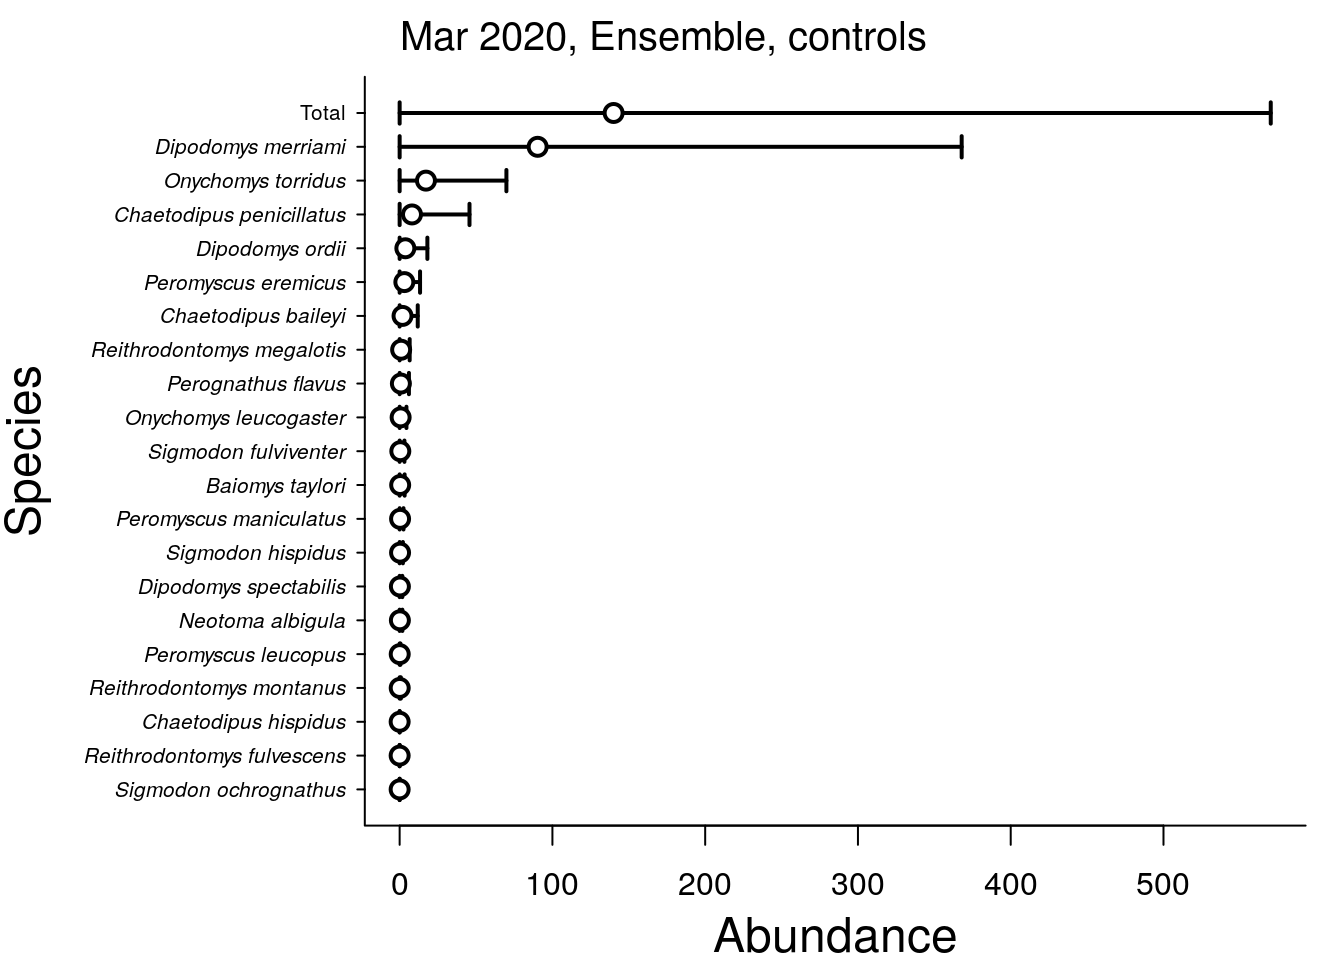 Mar 2020, Ensemble, controls
Total
Dipodomys merriami
Onychomys torridus
Chaetodipus penicillatus
Dipodomys ordii
Peromyscus eremicus
Chaetodipus baileyi
Reithrodontomys megalotis
Perognathus flavus
Onychomys leucogaster
Sigmodon fulviventer
Baiomys taylori
Peromyscus maniculatus
Sigmodon hispidus
Dipodomys spectabilis
Neotoma albigula
Peromyscus leucopus
Reithrodontomys montanus
Chaetodipus hispidus
Reithrodontomys fulvescens
Sigmodon ochrognathus
Species
0 100 200 300 400 500
Abundance